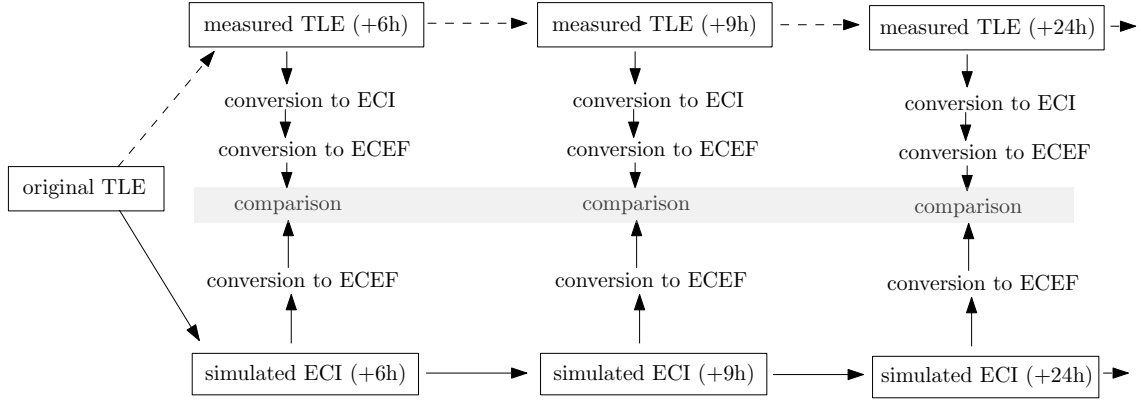 measured TLE (+6h)
measured TLE (+9h)
measured TLE (+24h)
conversion to ECI
conversion to ECI
conversion to ECI
conversion to ECEF
conversion to ECEF
conversion to ECEF
original TLE
comparison
comparison
comparison
conversion to ECEF
conversion to ECEF
conversion to ECEF
simulated ECI (+6h)
simulated ECI (+9h)
simulated ECI (+24h)